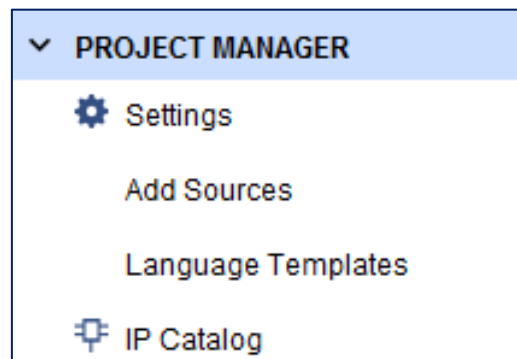 PROJECT MANAGER
Settings
Add Sources
Language Templates
IP Catalog